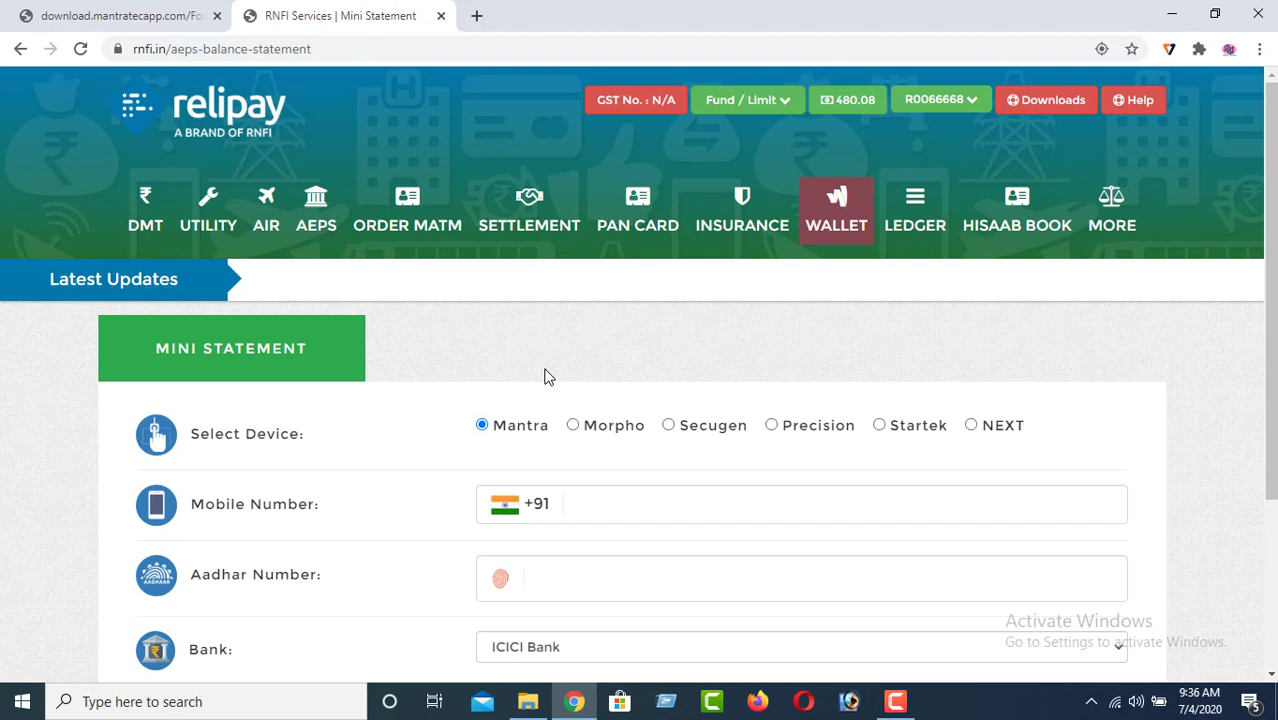 download.mantratecapp.com/Fo
RNFI Services | Mini Statement
rnfi.in/aeps-balance-statement
relipay
A BRAND OF RNFI
GST No. : N/A
Fund / Limit
480.08
R0066668
Downloads
Help
DMT
UTILITY
AIR
AEPS
ORDER MATM
SETTLEMENT
PAN CARD
INSURANCE
WALLET
LEDGER
HISAAB BOOK
MORE
Latest Updates
MINI STATEMENT
Select Device:
Mantra
Morpho
Secugen
Precision
Startek
NEXT
Mobile Number:
+91
Aadhar Number:
AADHAAR
Bank:
ICICI Bank
Activate Windows
Go to Settings to activate Windows.
Type here to search
9:36 AM
7/4/2020
5